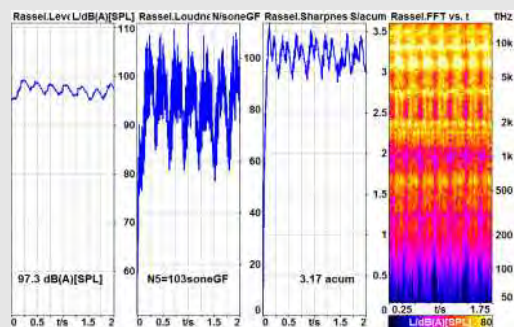 Rassel.Leve L/dB(A)[SPL]
Rassel.Loudne N/soneGF
Rassel.Sharpnes S/acum
Rassel.FFT vs. t f/Hz
100
90
80
70
60
97.3 dB(A)[SPL]
0 0.5 t/s 1.5 2
110
100
80
60
40
20
0
N5=103soneGF
0 0.5 t/s 1.5 2
3.5
3
2.5
2
1.5
1
0.5
3.17 acum
0 0.5 t/s 1.5 2
10k
5k
2k
1k
500
200
100
50
0.25 t/s 1.75
L/dB(A)[SPL] 80